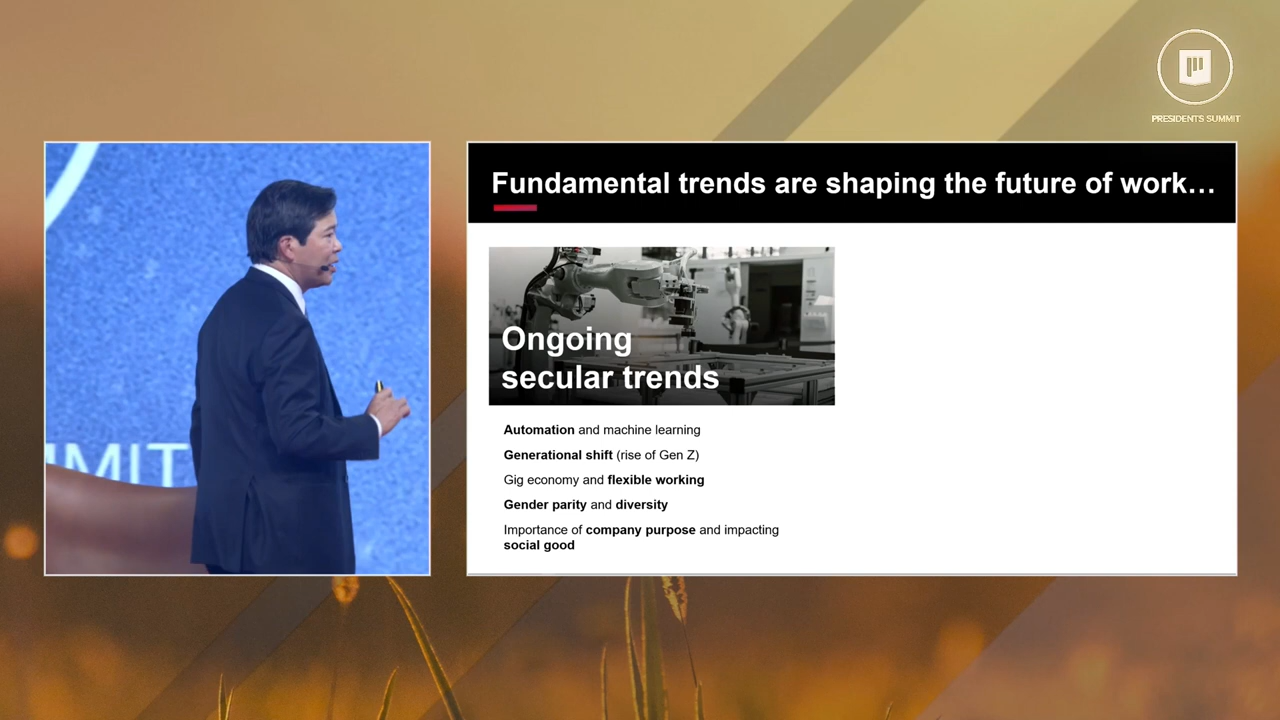 PRESIDENTS SUMMIT
Fundamental trends are shaping the future of work…
Ongoing
secular trends
Automation and machine learning
Generational shift (rise of Gen Z)
Gig economy and flexible working
Gender parity and diversity
Importance of company purpose and impacting
social good
MMIT